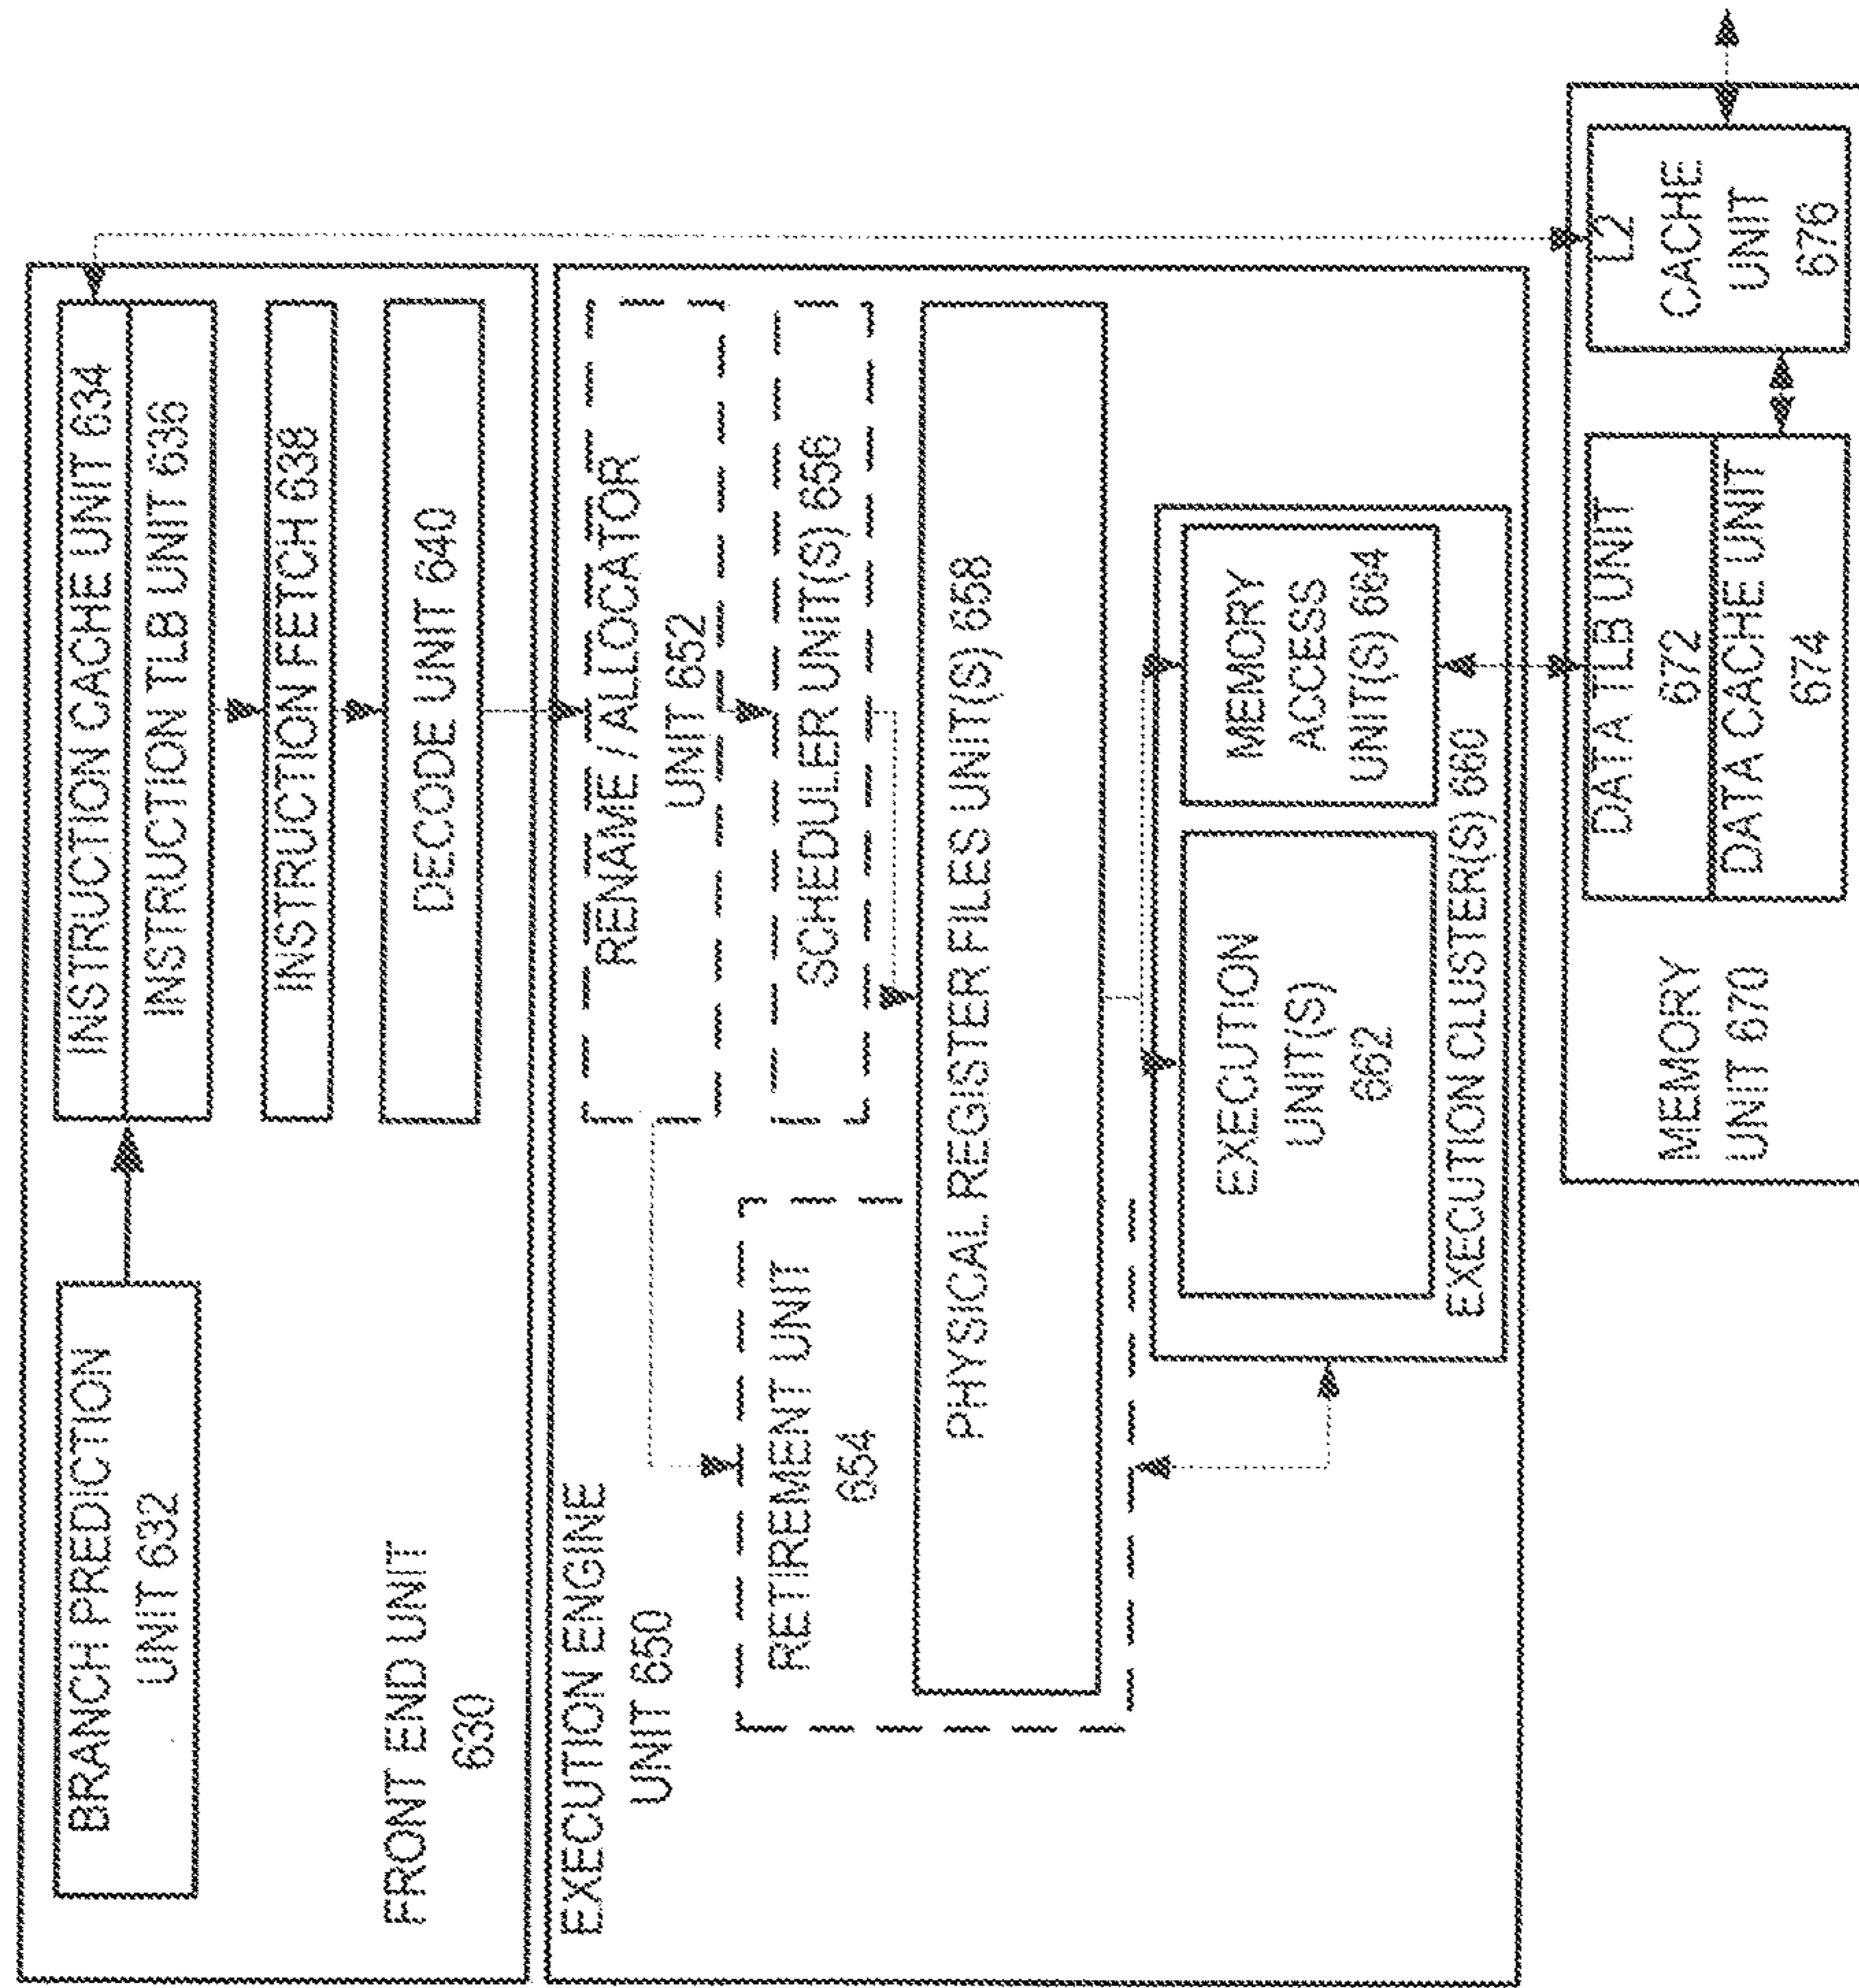 BRANCH PREDICTION
UNIT 632
INSTRUCTION CACHE UNIT 634
INSTRUCTION TLB UNIT 636
INSTRUCTION FETCH 638
DECODE UNIT 640
FRONT END UNIT
630
EXECUTION ENGINE
UNIT 650
RENAME / ALLOCATOR
UNIT 652
SCHEDULER UNIT(S) 656
RETIREMENT UNIT
654
PHYSICAL REGISTER FILES UNIT(S) 658
EXECUTION
UNIT(S)
662
MEMORY
ACCESS
UNIT(S) 664
EXECUTION CLUSTER(S) 660
MEMORY
UNIT 670
DATA TLB UNIT
672
DATA CACHE UNIT
674
L2
CACHE
UNIT
676